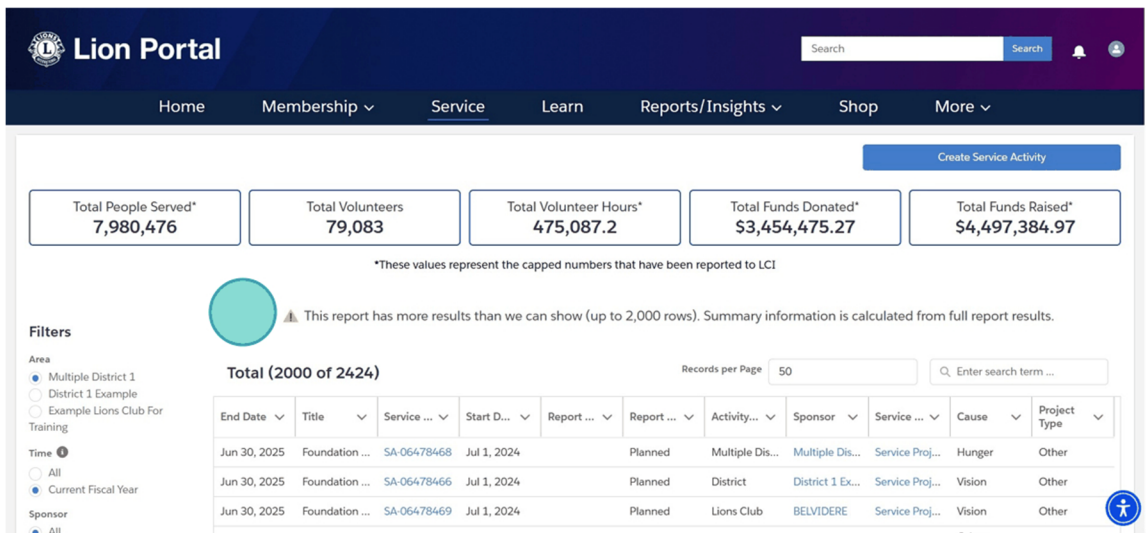 Lion Portal
Search
Search
Home
Membership
Service
Learn
Reports/Insights
Shop
More
Create Service Activity
Total People Served*
7,980,476
Total Volunteers
79,083
Total Volunteer Hours*
475,087.2
Total Funds Donated*
$3,454,475.27
Total Funds Raised*
$4,497,384.97
*These values represent the capped numbers that have been reported to LCI
This report has more results than we can show (up to 2,000 rows). Summary information is calculated from full report results.
Filters
Area
Multiple District 1
District 1 Example
Example Lions Club For
Training
Time
All
Current Fiscal Year
Sponsor
All
Total (2000 of 2424)
Records per Page
50
Enter search term ...
End Date Title Service ... Start D... Report ... Report ... Activity... Sponsor Service ... Cause Project
Type
Jun 30, 2025 Foundation ... SA-06478468 Jul 1, 2024 Planned Multiple Dis... Multiple Dis... Service Proj... Hunger Other
Jun 30, 2025 Foundation ... SA-06478466 Jul 1, 2024 Planned District District 1 Ex... Service Proj... Vision Other
Jun 30, 2025 Foundation ... SA-06478469 Jul 1, 2024 Planned Lions Club BELVIDERE Service Proj... Vision Other